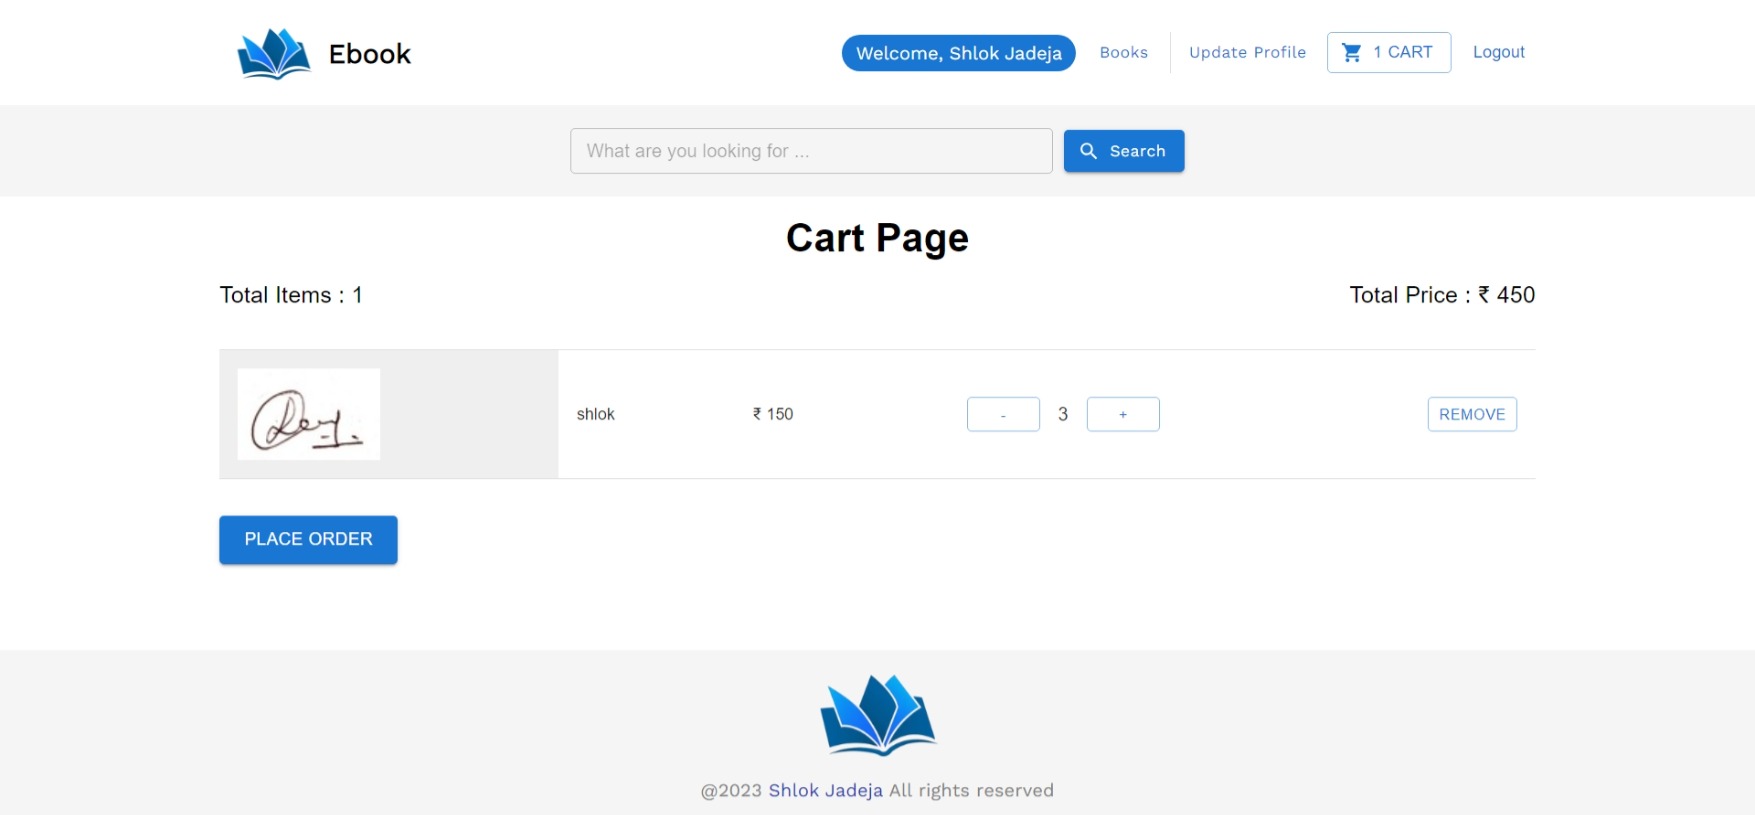 Ebook
Welcome, Shlok Jadeja
Books
Update Profile
1 CART
Logout
What are you looking for ...
Search
Cart Page
Total Items : 1
Total Price : ₹ 450
shlok ₹ 150 - 3 + REMOVE
PLACE ORDER
@2023 Shlok Jadeja All rights reserved